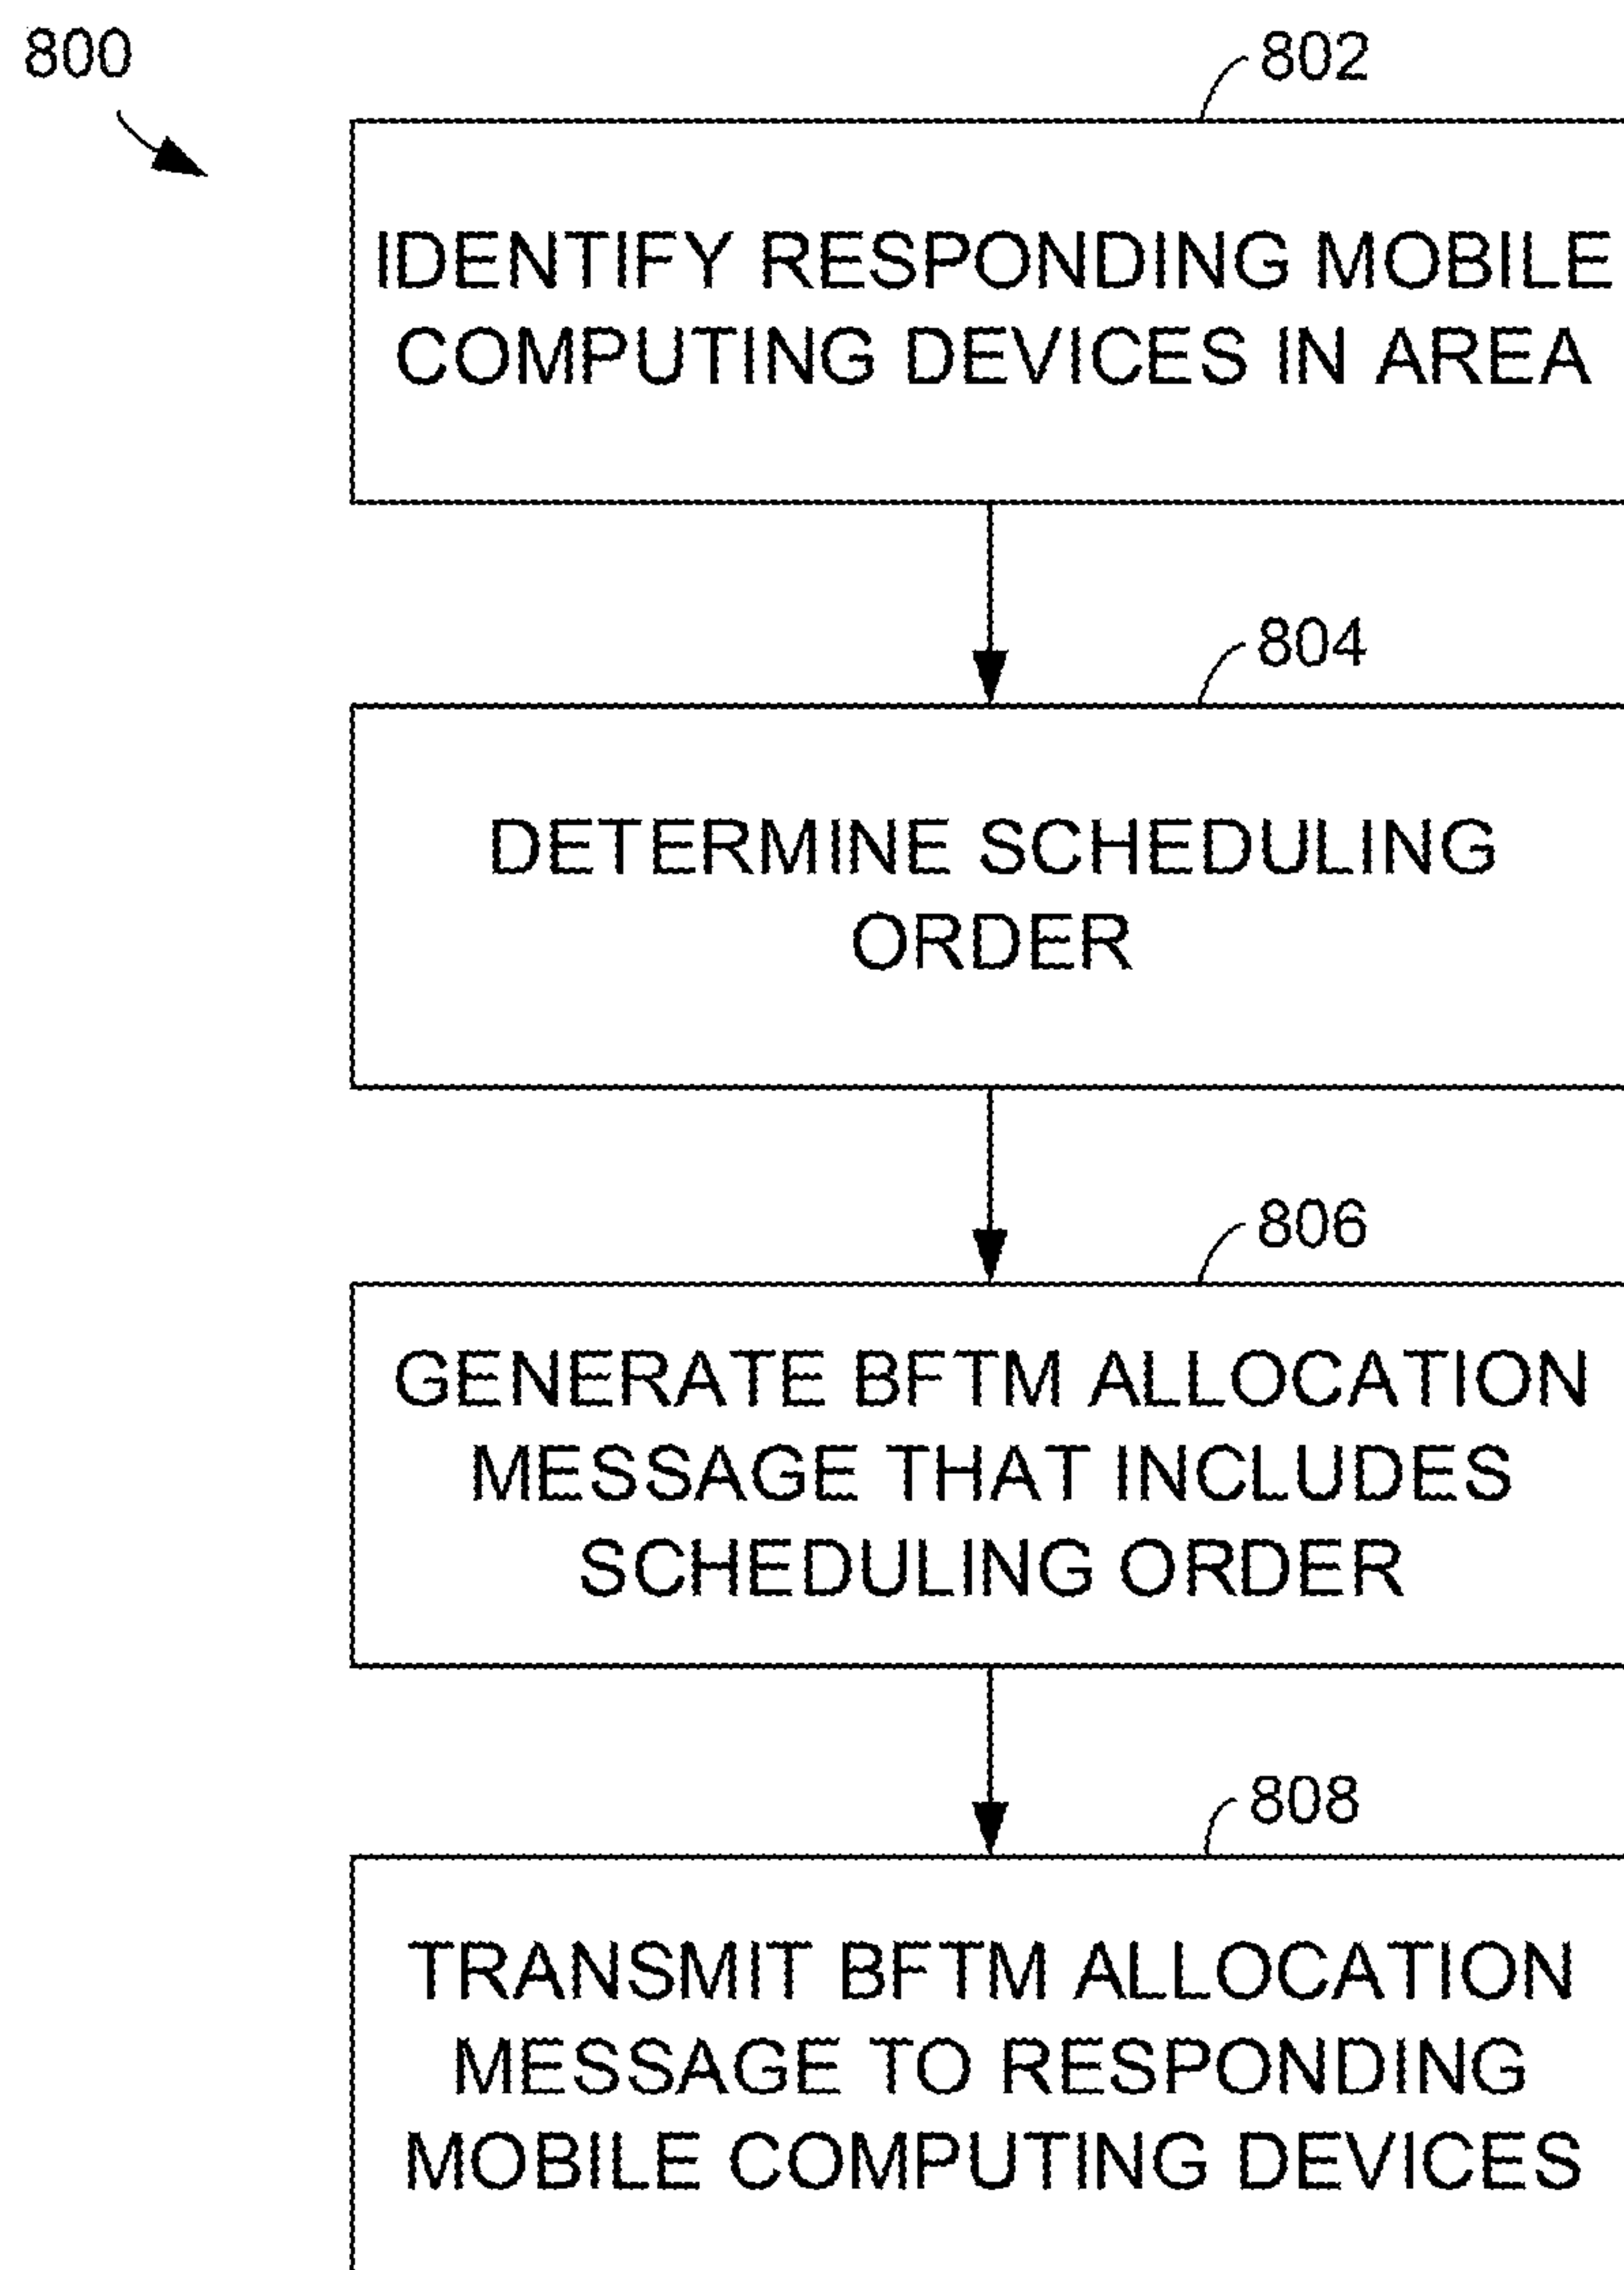 800
802
IDENTIFY RESPONDING MOBILE
COMPUTING DEVICES IN AREA
804
DETERMINE SCHEDULING
ORDER
806
GENERATE BFTM ALLOCATION
MESSAGE THAT INCLUDES
SCHEDULING ORDER
808
TRANSMIT BFTM ALLOCATION
MESSAGE TO RESPONDING
MOBILE COMPUTING DEVICES